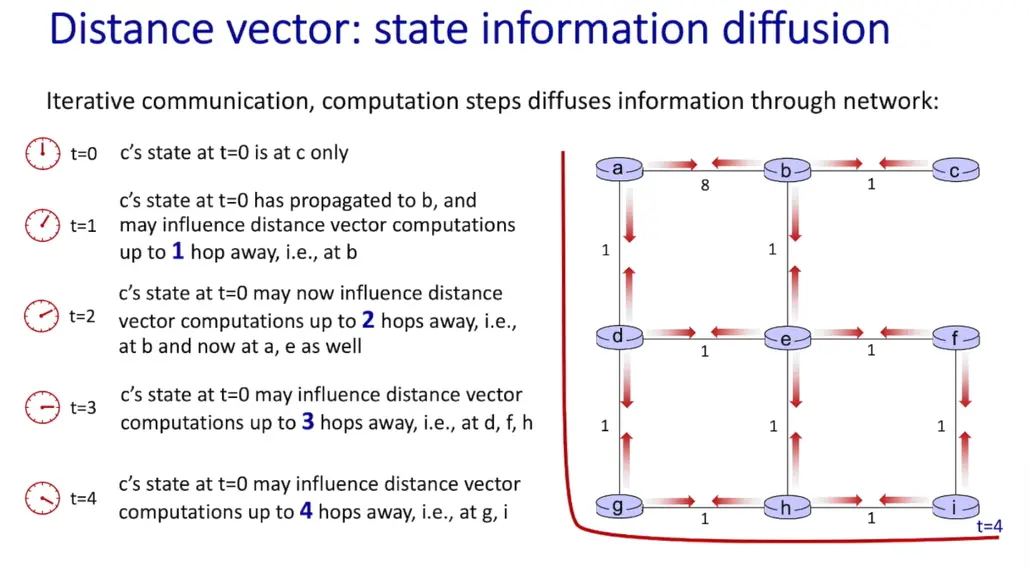 Distance vector: state information diffusion
Iterative communication, computation steps diffuses information through network:
t=0 c's state at t=0 is at c only
c's state at t=0 has propagated to b, and
t=1 may influence distance vector computations
up to 1 hop away, i.e., at b
c's state at t=0 may now influence distance
t=2 vector computations up to 2 hops away, i.e.,
at b and now at a, e as well
c's state at t=0 may influence distance vector
t=3 computations up to 3 hops away, i.e., at d, f, h
c's state at t=0 may influence distance vector
t=4 computations up to 4 hops away, i.e., at g, i
a b c
8 1
1 1
d e f
1 1
1 1 1
g h i
1 1
t=4